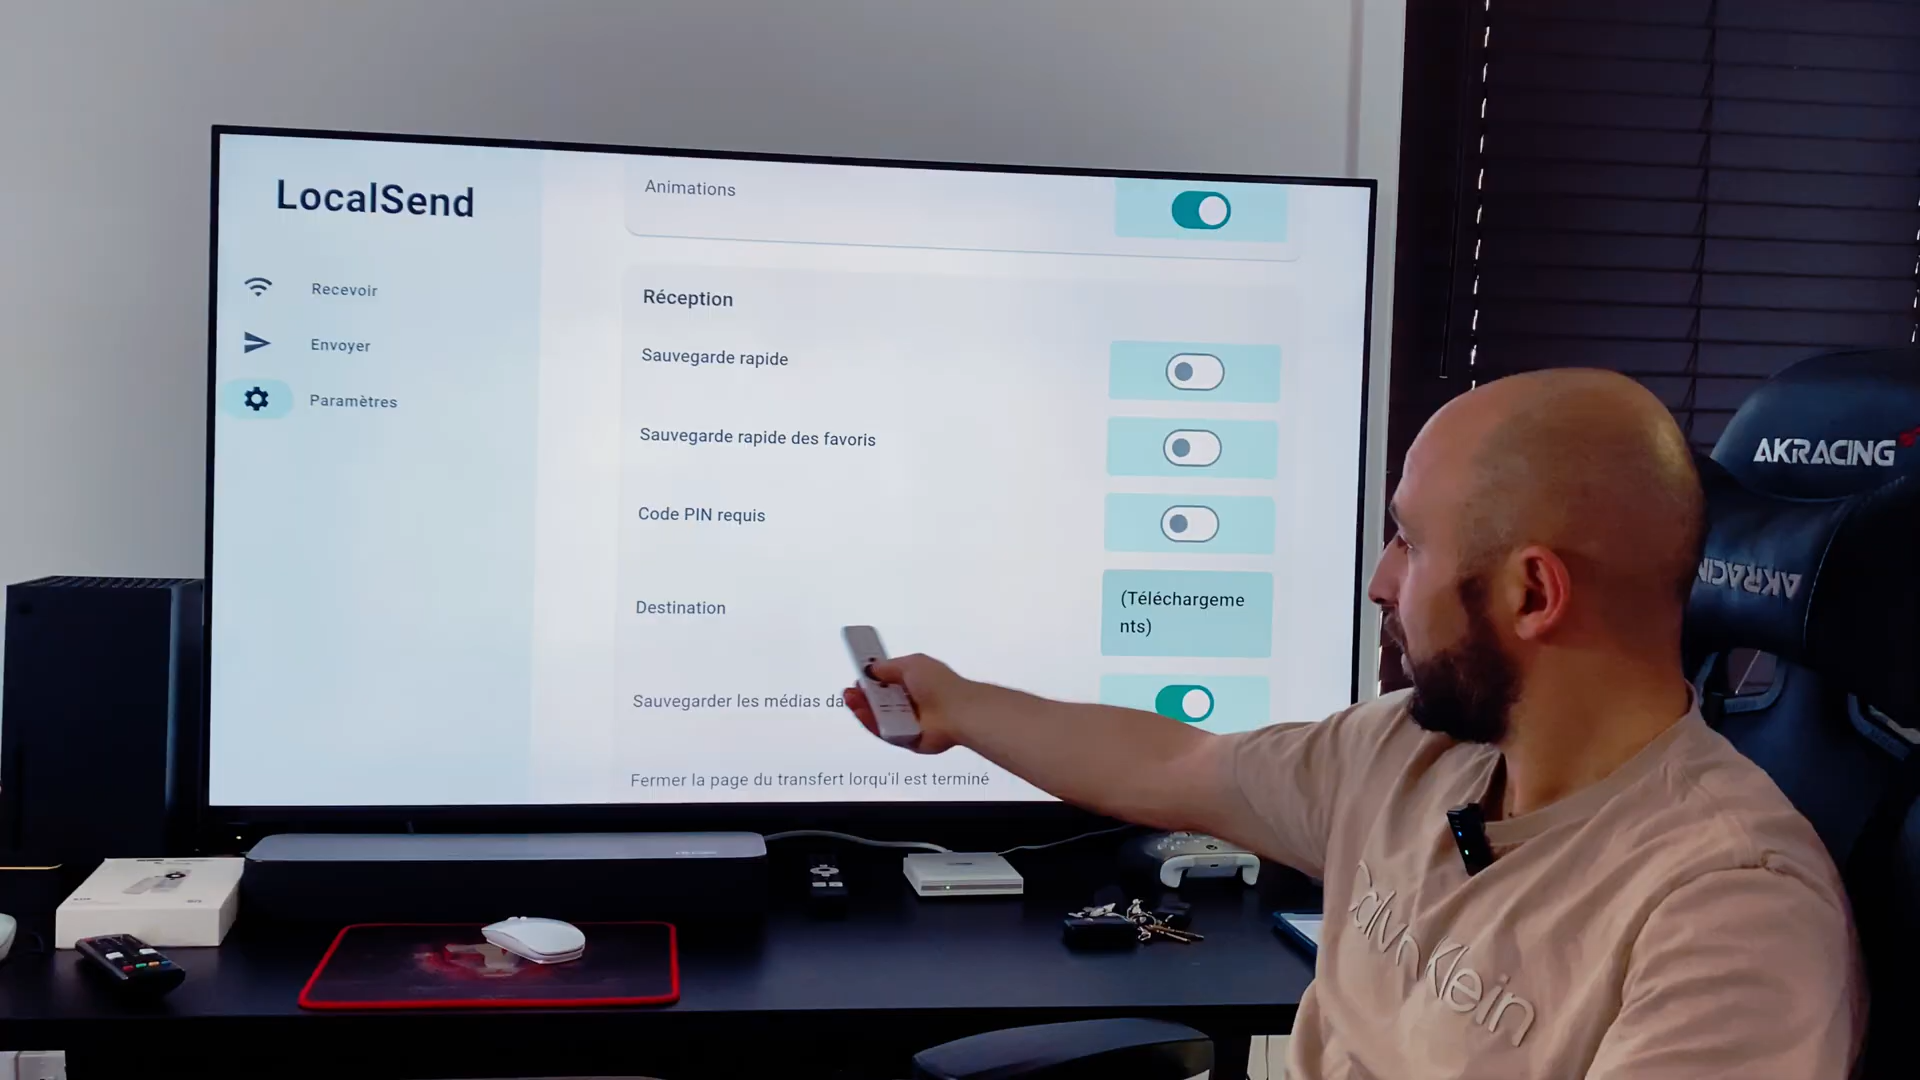 LocalSend
Recevoir
Envoyer
Paramètres
Animations
Réception
Sauvegarde rapide
Sauvegarde rapide des favoris
Code PIN requis
Destination
(Téléchargeme
nts)
Sauvegarder les médias da
Fermer la page du transfert lorqu'il est terminé
AKRACING
AKRACIN
Calvin Klein